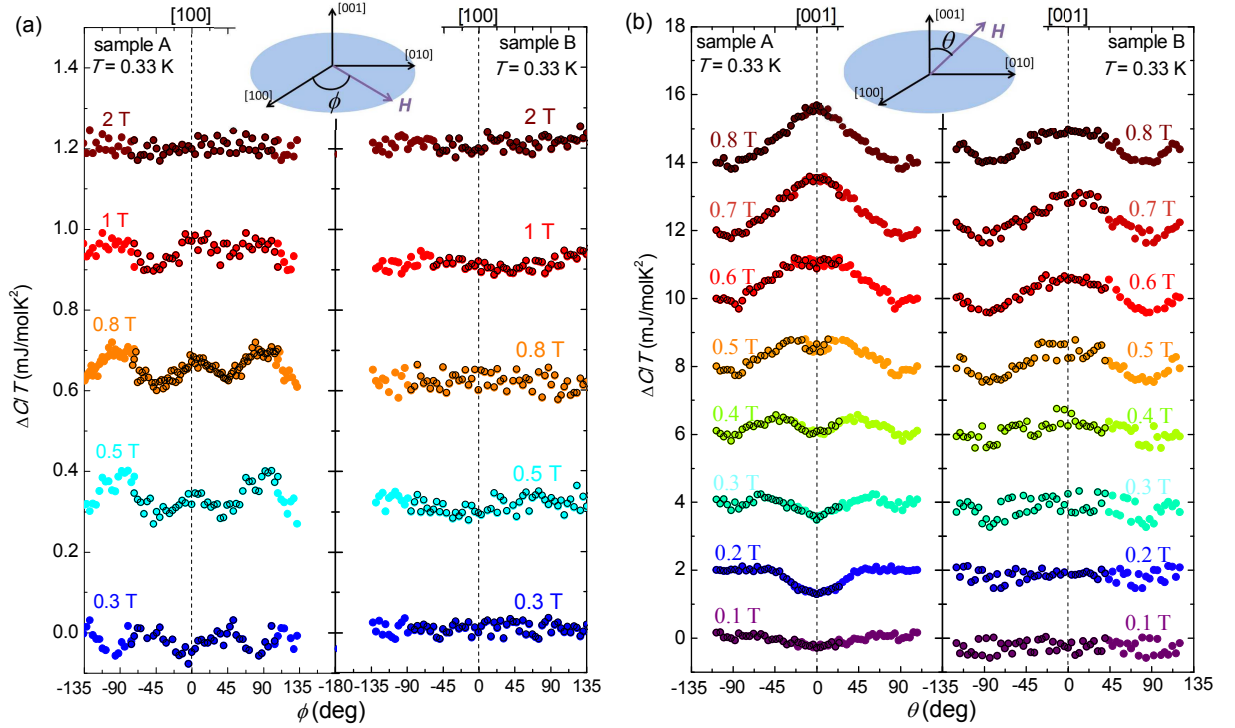 (a)
[100]
[100]
sample A
T = 0.33 K
sample B
T = 0.33 K
[001]
[010]
[100]
ϕ
H
1.4
1.2
1.0
0.8
0.6
0.4
0.2
0.0
ΔC/T (mJ/molK²)
2 T
1 T
0.8 T
0.5 T
0.3 T
2 T
1 T
0.8 T
0.5 T
0.3 T
-135 -90 -45 0 45 90 135
-180 -135 -90 -45 0 45 90 135
ϕ (deg)
(b)
[001]
[001]
sample A
T = 0.33 K
sample B
T = 0.33 K
[001]
H
θ
[010]
[100]
18
16
14
12
10
8
6
4
2
0
ΔC/T (mJ/molK²)
0.8 T
0.7 T
0.6 T
0.5 T
0.4 T
0.3 T
0.2 T
0.1 T
0.8 T
0.7 T
0.6 T
0.5 T
0.4 T
0.3 T
0.2 T
0.1 T
-135 -90 -45 0 45 90
-135 -90 -45 0 45 90 135
θ (deg)